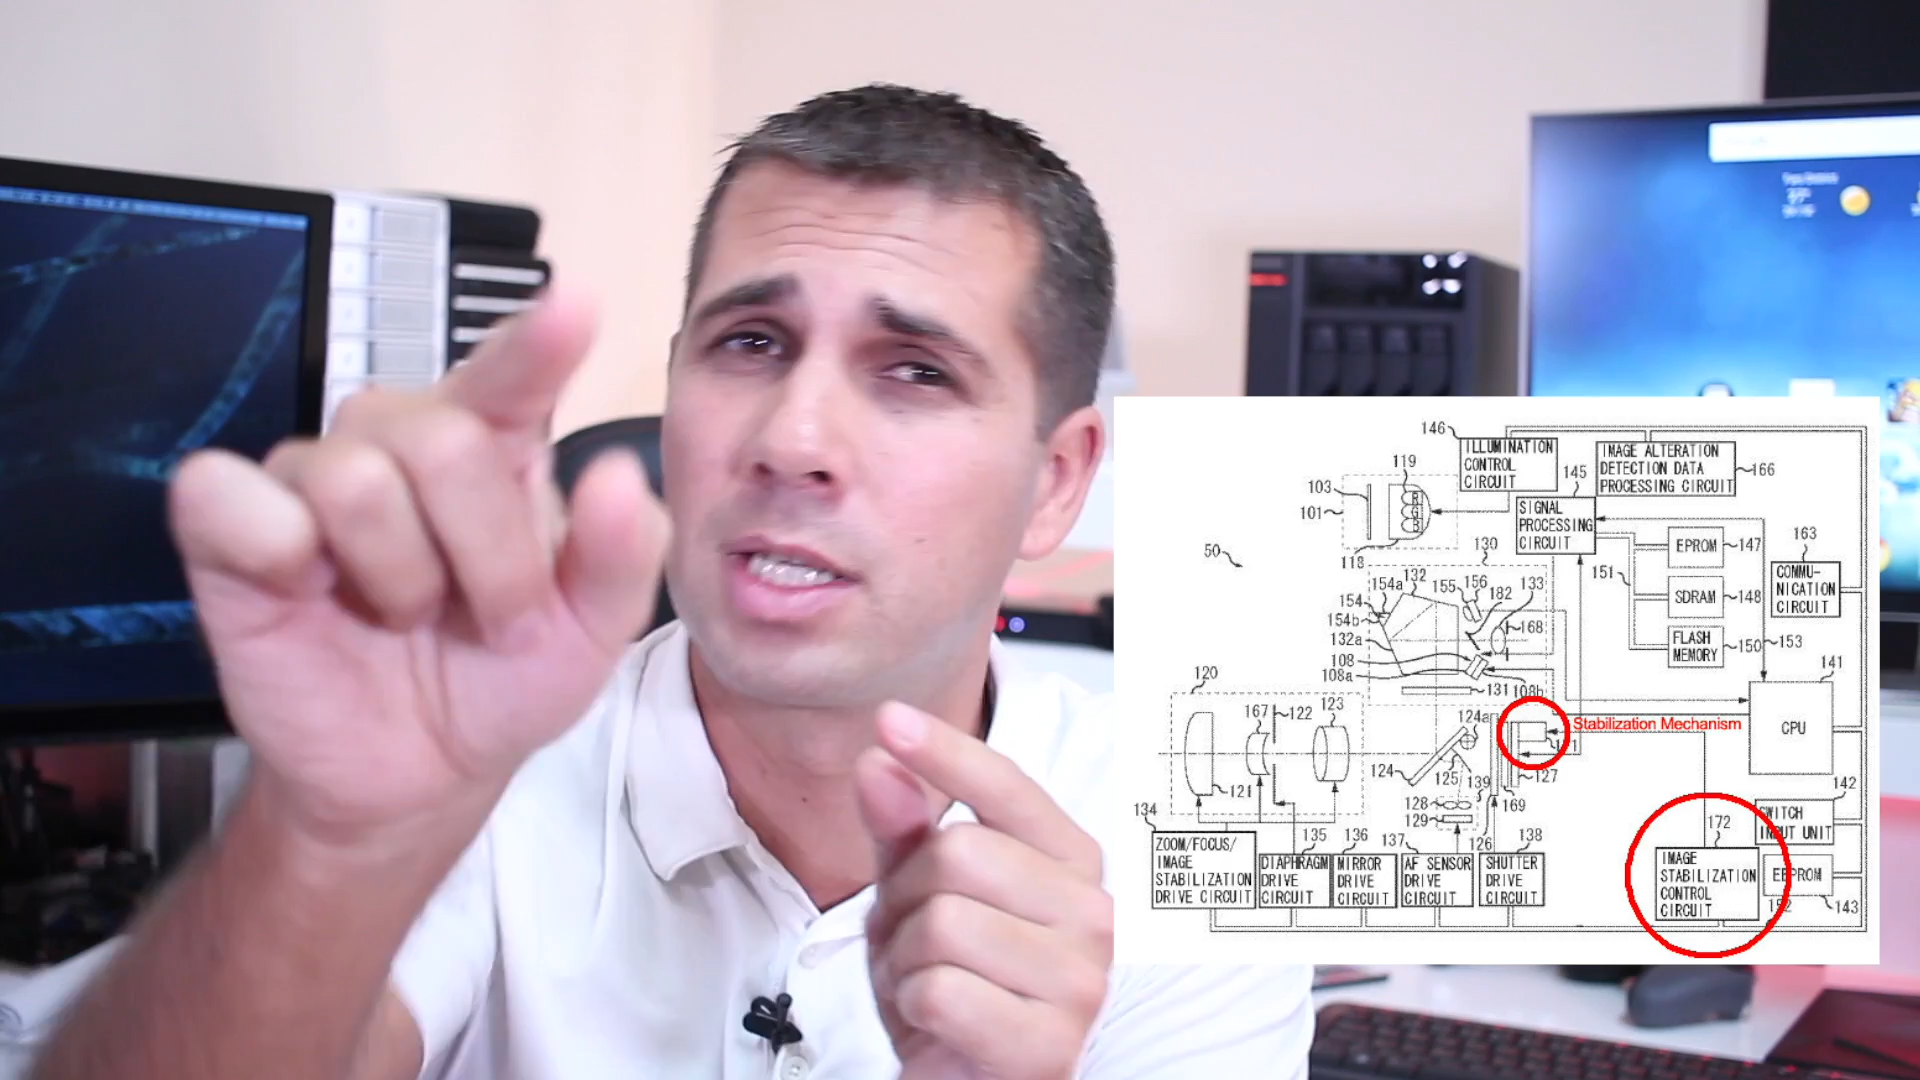 146
ILLUMINATION
CONTROL
CIRCUIT
IMAGE ALTERATION
DETECTION DATA
PROCESSING CIRCUIT
166
119
103
101
R
G
B
118
145
SIGNAL
PROCESSING
CIRCUIT
50
130
EPROM
147
163
151
SDRAM
148
COMMU-
NICATION
CIRCUIT
FLASH
MEMORY
150
153
132
154a
154
154b
155
156
182
133
168
132a
108
108a
108b
131
141
CPU
120
167
122
123
124a
Stabilization Mechanism
121
124
125
139
127
169
128
129
126
142
SWITCH
INPUT UNIT
134
ZOOM/FOCUS/
IMAGE
STABILIZATION
DRIVE CIRCUIT
135
DIAPHRAGM
DRIVE
CIRCUIT
136
MIRROR
DRIVE
CIRCUIT
137
AF SENSOR
DRIVE
CIRCUIT
138
SHUTTER
DRIVE
CIRCUIT
172
IMAGE
STABILIZATION
CONTROL
CIRCUIT
EEPROM
152
143